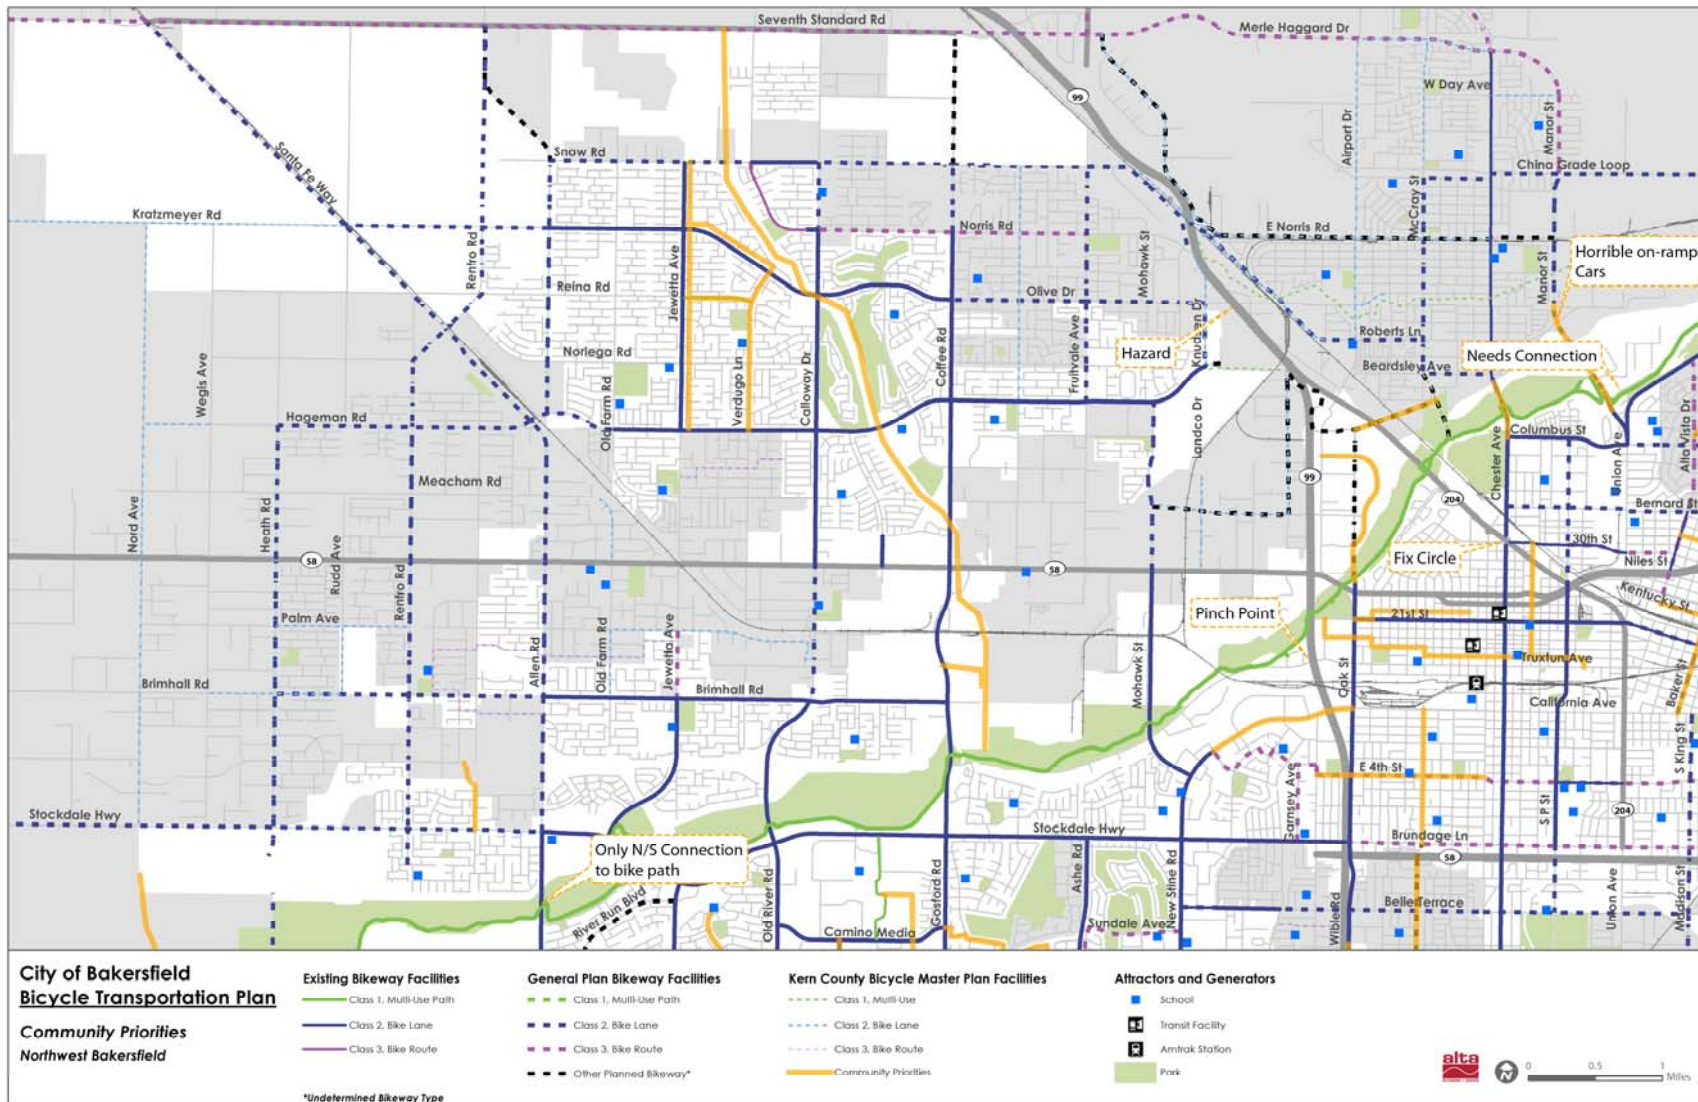 Seventh Standard Rd
Merle Haggard Dr
99
W Day Ave
Airport Dr
Manor St
Santa Fe Way
Snow Rd
China Grade Loop
McCray St
Kratzmeyer Rd
Norris Rd
E Norris Rd
Renfro Rd
Jewetta Ave
Mohawk St
Horrible on-ramp
Cars
Manor St
Reina Rd
Olive Dr
Knudsen Dr
Fruitvale Ave
Roberts Ln
Noriega Rd
Hazard
Needs Connection
Beardsley Ave
Wegis Ave
Verdugo Ln
Calloway Dr
Coffee Rd
Old Farm Rd
Landco Dr
Hageman Rd
Columbus St
Alta Vista Dr
Chester Ave
Union Ave
Meacham Rd
99
204
Bernard St
Nord Ave
Heath Rd
Rudd Ave
Renfro Rd
58
58
30th St
Fix Circle
Niles St
Kentucky St
Pinch Point
21st St
Palm Ave
Allen Rd
Old Farm Rd
Jewetta Ave
Mohawk St
Oak St
Truxtun Ave
Brimhall Rd
Brimhall Rd
California Ave
Baker St
E 4th St
S King St
Garnsey Ave
S P St
204
Stockdale Hwy
Stockdale Hwy
Brundage Ln
58
Only N/S Connection
to bike path
River Run Blvd
Old River Rd
Gosford Rd
Ashe Rd
New Stine Rd
Wible Rd
Belle Terrace
Union Ave
Madison St
Camino Media
Sundale Ave
City of Bakersfield
Bicycle Transportation Plan
Community Priorities
Northwest Bakersfield
Existing Bikeway Facilities
Class 1, Multi-Use Path
Class 2, Bike Lane
Class 3, Bike Route
*Undetermined Bikeway Type
General Plan Bikeway Facilities
Class 1, Multi-Use Path
Class 2, Bike Lane
Class 3, Bike Route
Other Planned Bikeway*
Kern County Bicycle Master Plan Facilities
Class 1, Multi-Use
Class 2, Bike Lane
Class 3, Bike Route
Community Priorities
Attractors and Generators
School
Transit Facility
Amtrak Station
Park
alta
N
0 0.5 1
Miles